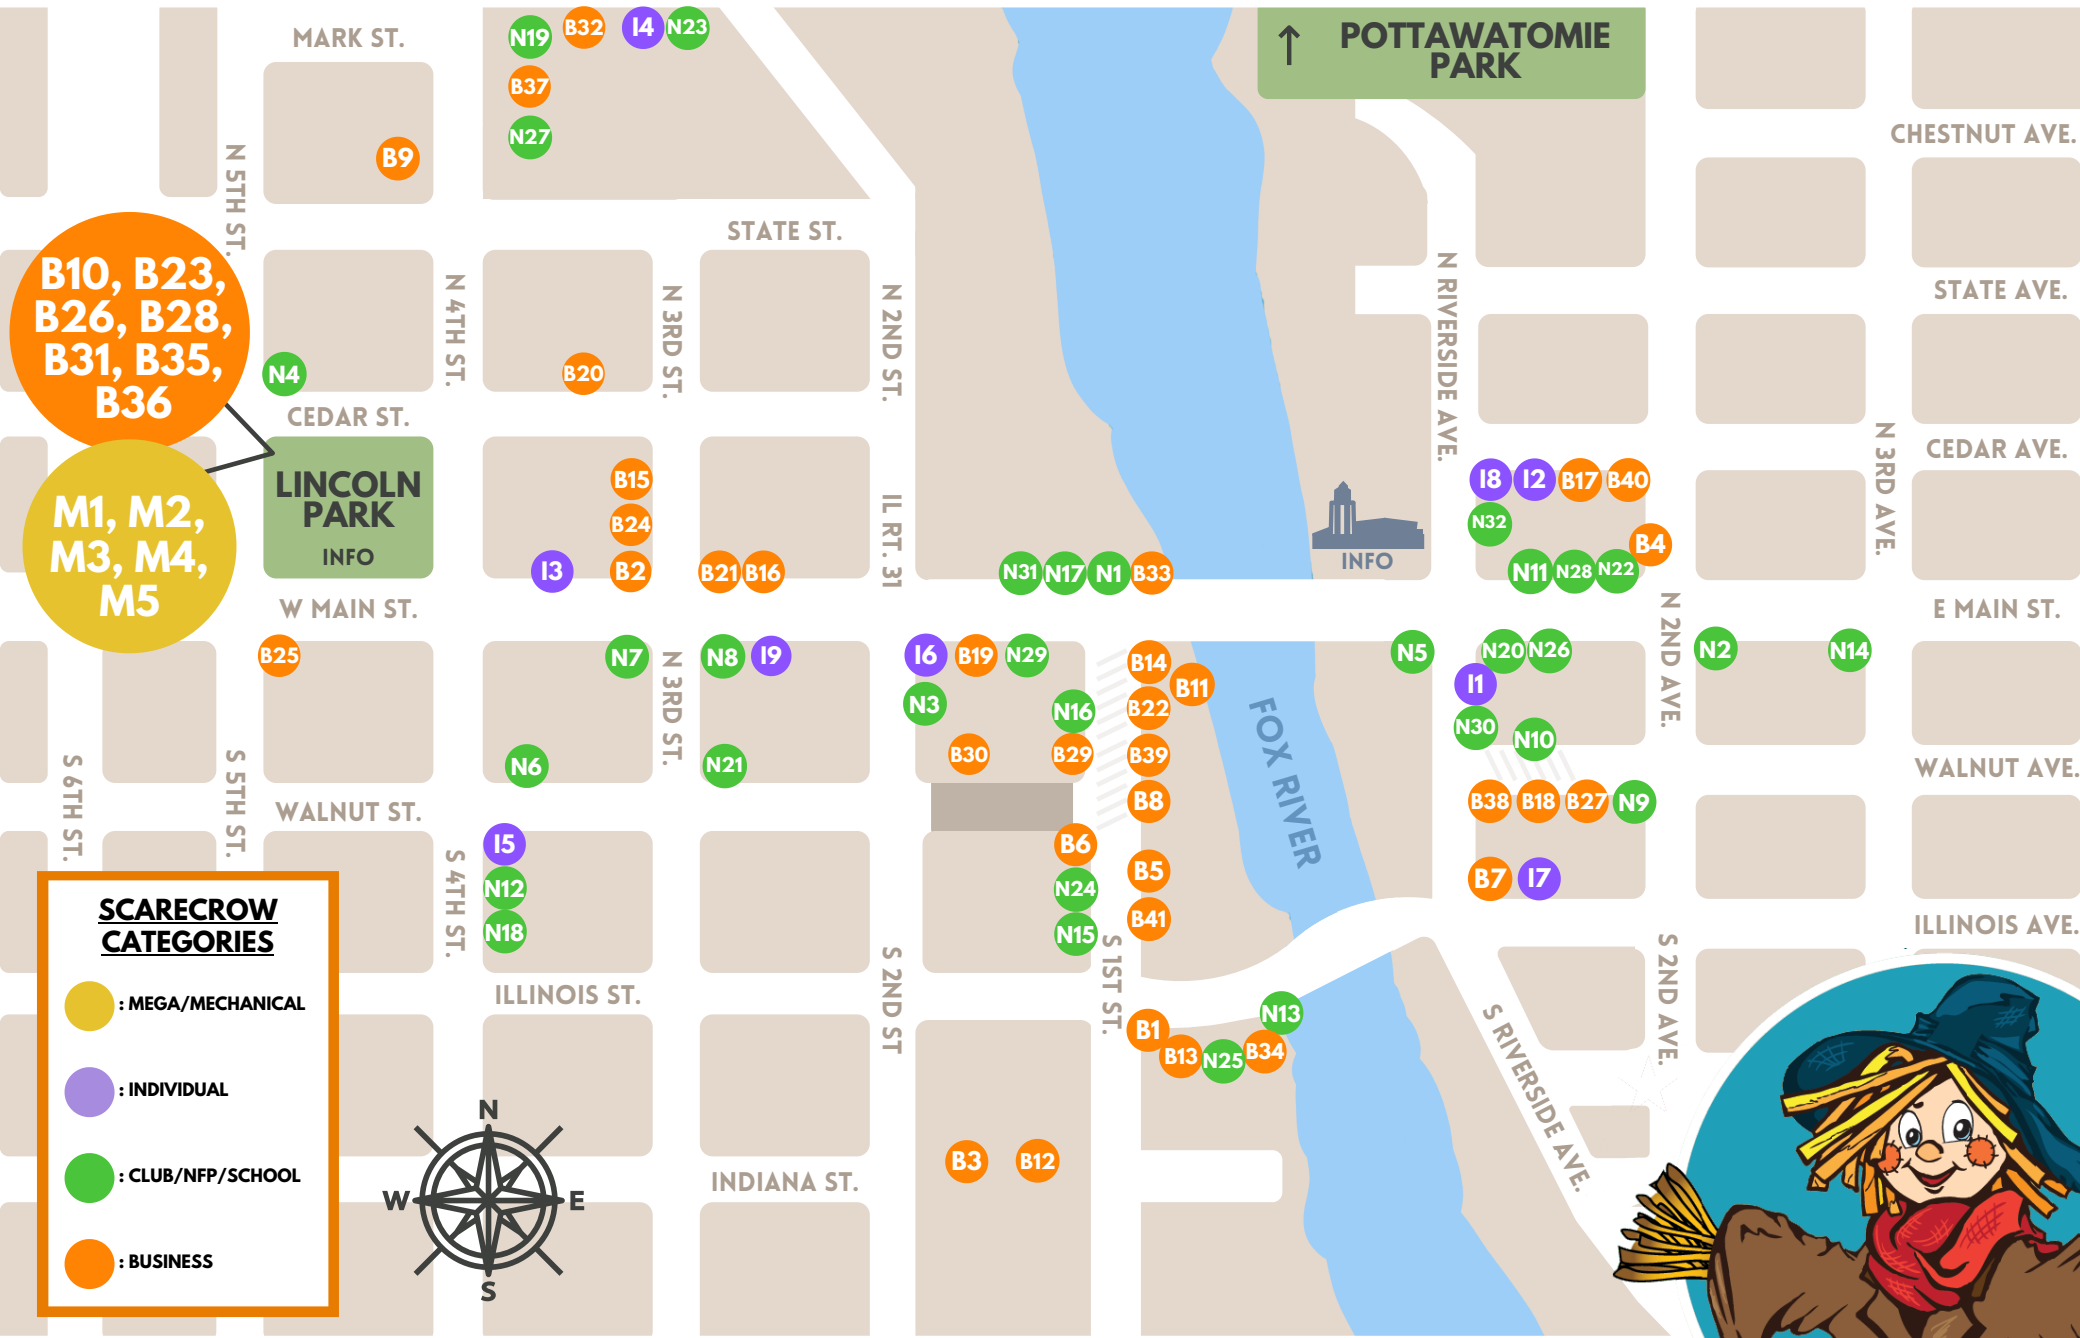 MARK ST.
N19
B32
I4
N23
B37
N27
B9
↑ POTTAWATOMIE
PARK
CHESTNUT AVE.
N 5TH ST.
STATE ST.
STATE AVE.
B10, B23,
B26, B28,
B31, B35,
B36
N 4TH ST.
N 3RD ST.
N 2ND ST.
N RIVERSIDE AVE.
N4
B20
CEDAR ST.
N 3RD AVE.
CEDAR AVE.
M1, M2,
M3, M4,
M5
LINCOLN
PARK
INFO
B15
B24
I3
B2
B21
B16
IL RT. 31
N31
N17
N1
B33
INFO
I8
I2
B17
B40
N32
B4
N11
N28
N22
W MAIN ST.
E MAIN ST.
B25
N7
N 3RD ST.
N8
I9
I6
B19
N29
B14
B11
N5
N20
N26
N 2ND AVE.
N2
N14
N3
N16
B22
I1
FOX RIVER
N30
N10
N6
N21
B30
B29
B39
WALNUT AVE.
S 6TH ST.
S 5TH ST.
WALNUT ST.
B8
B38
B18
B27
N9
I5
B6
S 4TH ST.
N12
N24
B5
B7
I7
N18
N15
B41
ILLINOIS AVE.
S 2ND ST
S 1ST ST.
S 2ND AVE.
ILLINOIS ST.
N13
B1
B13
N25
B34
S RIVERSIDE AVE.
B3
B12
INDIANA ST.
SCARECROW
CATEGORIES
: MEGA/MECHANICAL
: INDIVIDUAL
: CLUB/NFP/SCHOOL
: BUSINESS
N
W
E
S